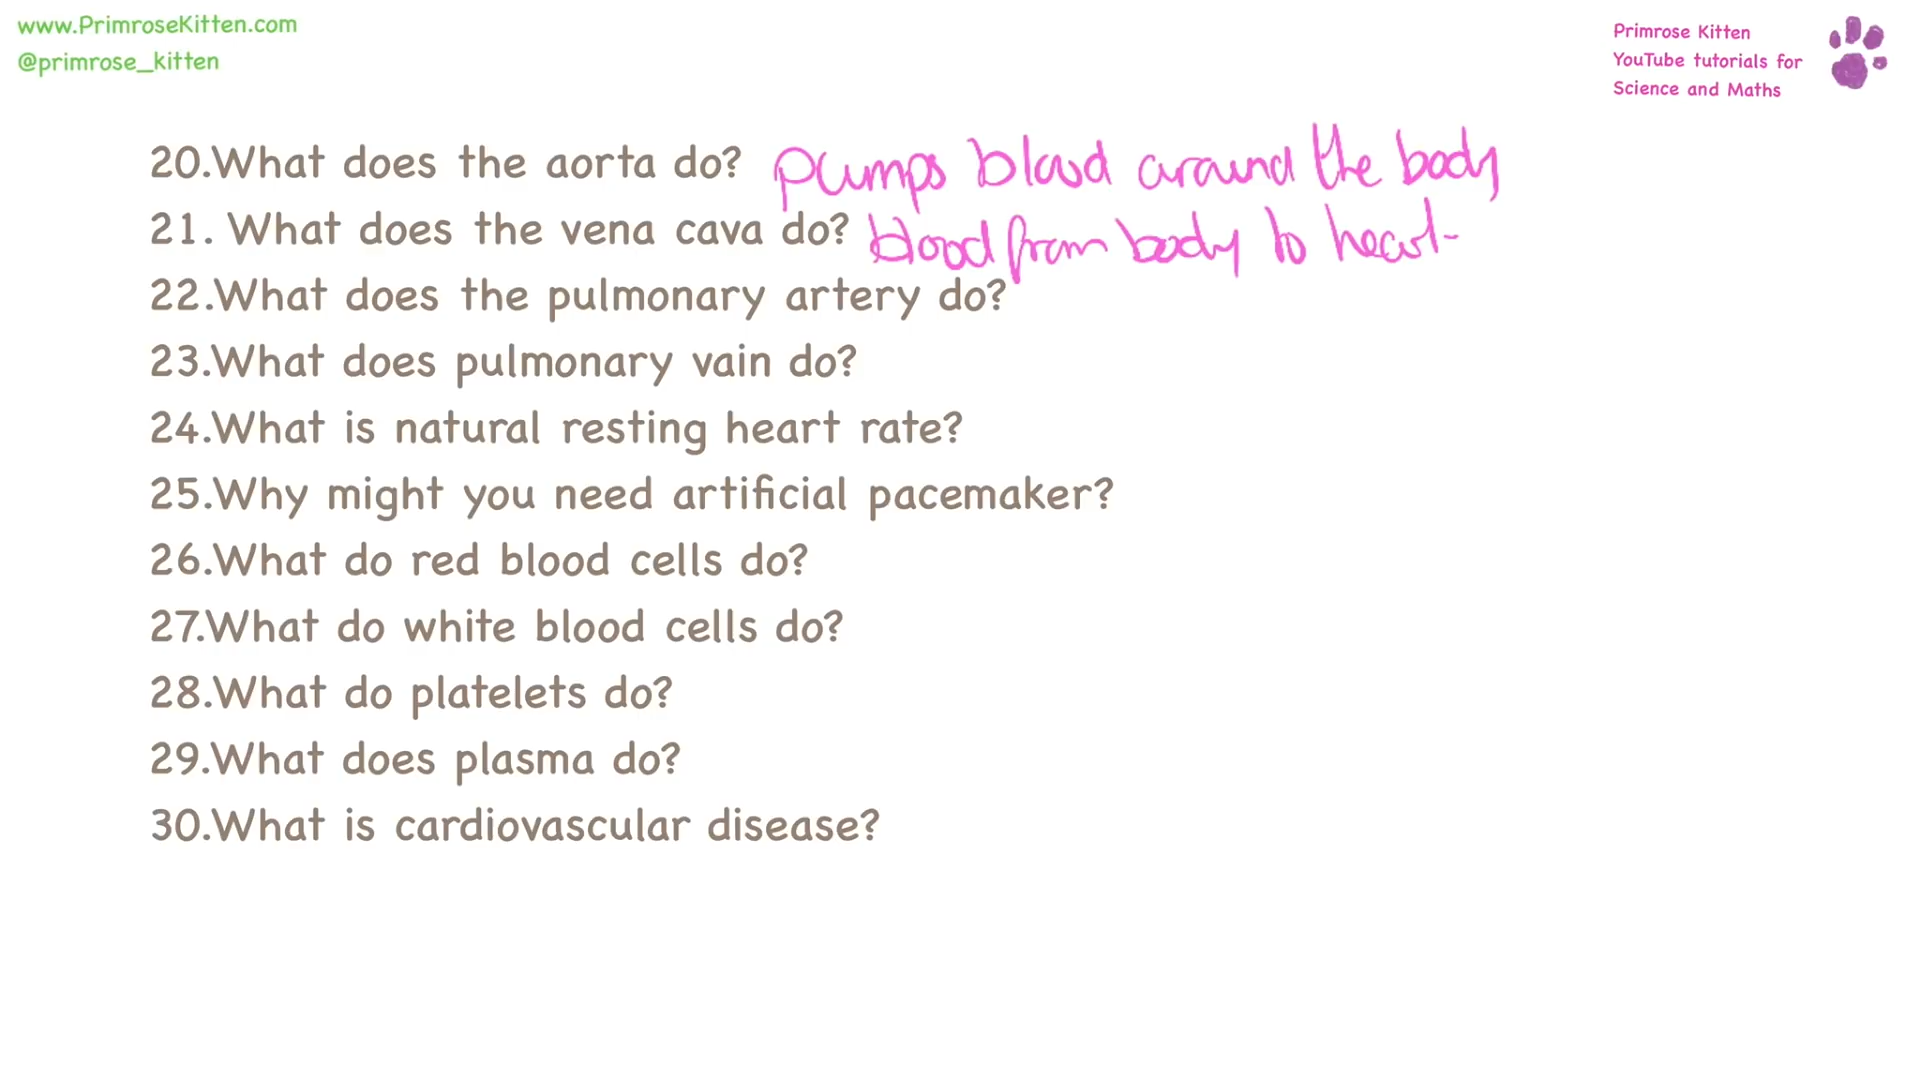 www.PrimroseKitten.com
@primrose_kitten
Primrose Kitten
YouTube tutorials for
Science and Maths
20.What does the aorta do? pumps blood around the body
21. What does the vena cava do? blood from body to heart
22.What does the pulmonary artery do?
23.What does pulmonary vain do?
24.What is natural resting heart rate?
25.Why might you need artificial pacemaker?
26.What do red blood cells do?
27.What do white blood cells do?
28.What do platelets do?
29.What does plasma do?
30.What is cardiovascular disease?